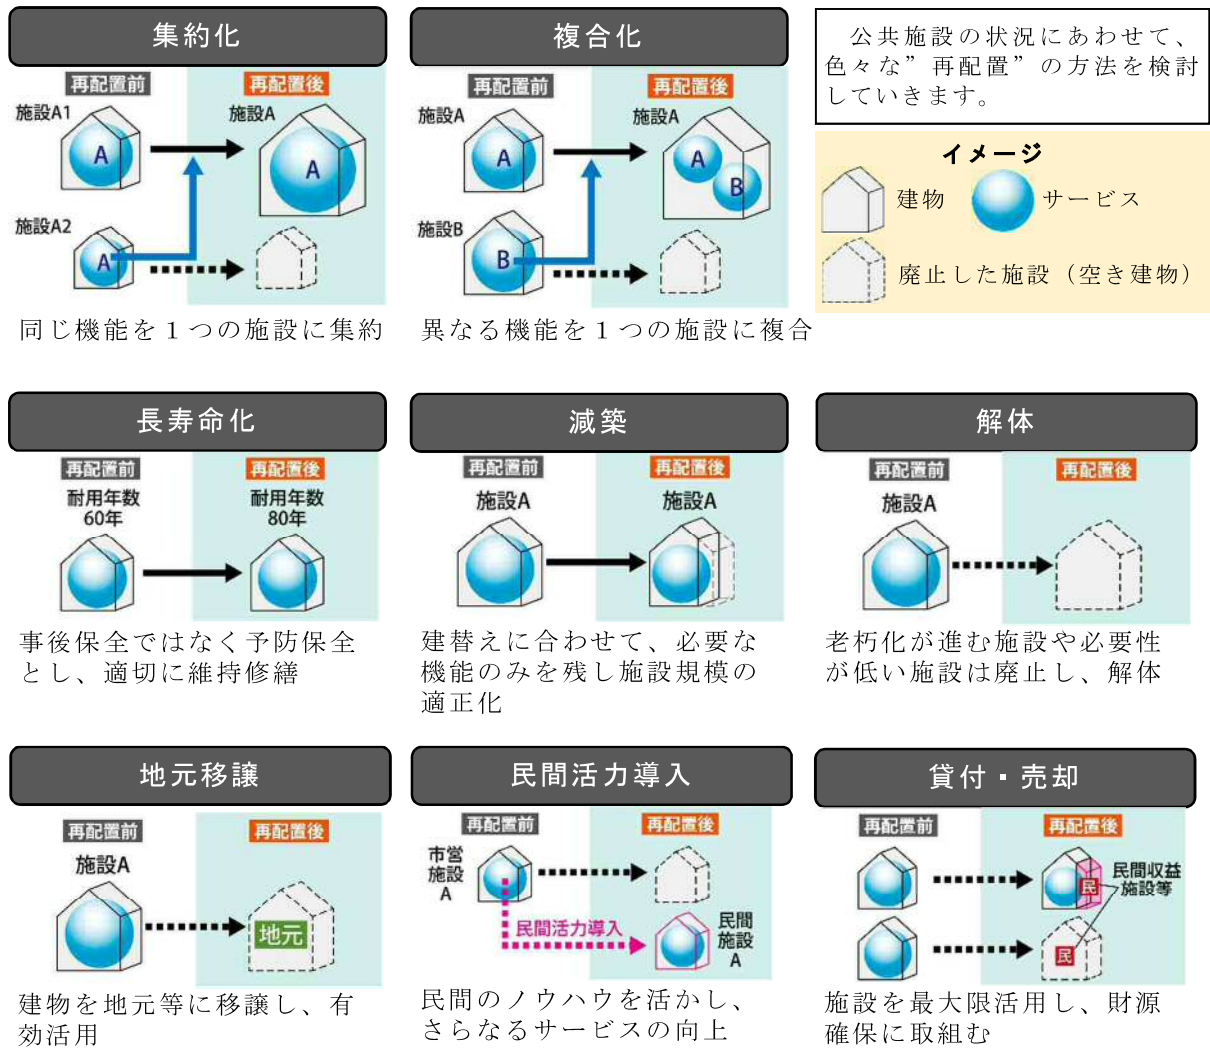 集約化
再配置前
再配置後
施設A1
施設A
A
A
施設A2
A
同じ機能を１つの施設に集約
複合化
再配置前
再配置後
施設A
施設A
A
A
B
施設B
B
異なる機能を１つの施設に複合
公共施設の状況にあわせて、
色々な”再配置”の方法を検討
していきます。
イメージ
建物
サービス
廃止した施設（空き建物）
長寿命化
再配置前
再配置後
耐用年数
60年
耐用年数
80年
事後保全ではなく予防保全
とし、適切に維持修繕
減築
再配置前
再配置後
施設A
施設A
建替えに合わせて、必要な
機能のみを残し施設規模の
適正化
解体
再配置前
再配置後
施設A
老朽化が進む施設や必要性
が低い施設は廃止し、解体
地元移譲
再配置前
再配置後
施設A
地元
建物を地元等に移譲し、有
効活用
民間活力導入
再配置前
再配置後
市営
施設
A
民間活力導入
民間
施設
A
民間のノウハウを活かし、
さらなるサービスの向上
貸付・売却
再配置前
再配置後
民
民間収益
施設等
民
施設を最大限活用し、財源
確保に取組む